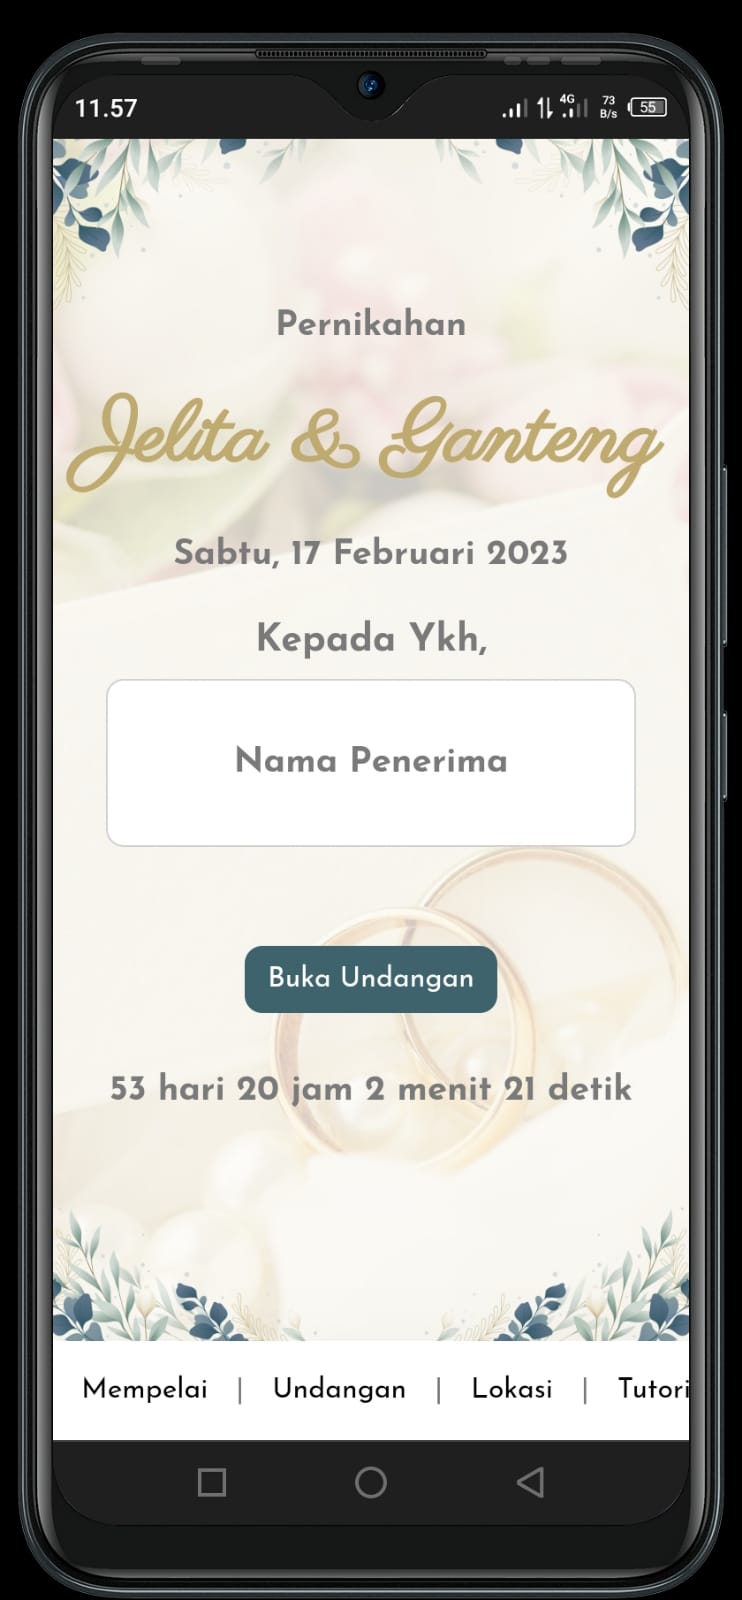 11.57
4G
73
B/s
55
Pernikahan
Jelita & Ganteng
Sabtu, 17 Februari 2023
Kepada Ykh,
Nama Penerima
Buka Undangan
53 hari 20 jam 2 menit 21 detik
Mempelai | Undangan | Lokasi | Tutori